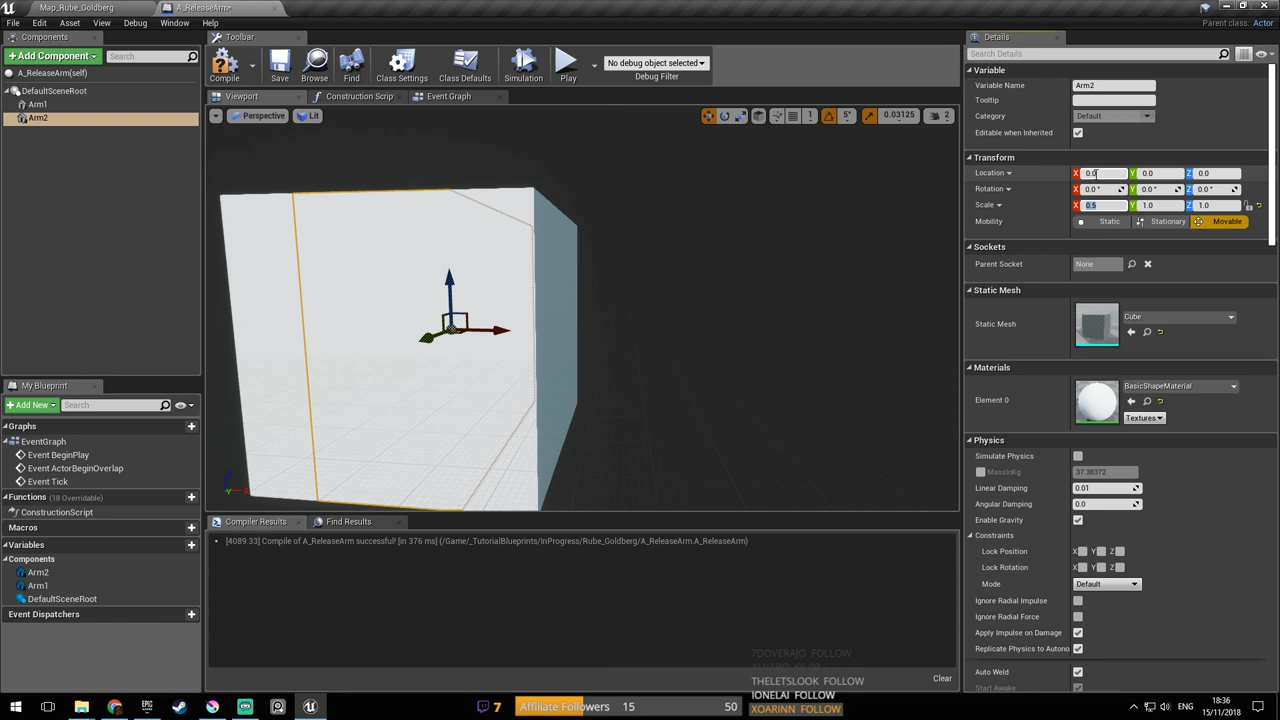 Map_Rube_Goldberg
A_ReleaseArm*
File Edit Asset View Debug Window Help
Parent class: Actor
Components
Add Component
Search
A_ReleaseArm(self)
DefaultSceneRoot
Arm1
Arm2
Toolbar
Compile
Save
Browse
Find
Class Settings
Class Defaults
Simulation
Play
No debug object selected
Debug Filter
Viewport
Construction Scrip
Event Graph
Perspective
Lit
1
5°
0.03125
2
X
Y
My Blueprint
Add New
Search
Graphs
EventGraph
Event BeginPlay
Event ActorBeginOverlap
Event Tick
Functions (18 Overridable)
ConstructionScript
Macros
Variables
Components
Arm2
Arm1
DefaultSceneRoot
Event Dispatchers
Compiler Results
Find Results
[4089.33] Compile of A_ReleaseArm successful! [in 376 ms] (/Game/_TutorialBlueprints/InProgress/Rube_Goldberg/A_ReleaseArm.A_ReleaseArm)
Clear
Details
Search Details
Variable
Variable Name Arm2
Tooltip
Category Default
Editable when Inherited
Transform
Location X 0.0 Y 0.0 Z 0.0
Rotation X 0.0 ° Y 0.0 ° Z 0.0 °
Scale X 0.5 Y 1.0 Z 1.0
Mobility Static Stationary Movable
Sockets
Parent Socket None
Static Mesh
Static Mesh Cube
Materials
Element 0 BasicShapeMaterial
Textures
Physics
Simulate Physics
MassInKg 37.38372
Linear Damping 0.01
Angular Damping 0.0
Enable Gravity
Constraints
Lock Position X Y Z
Lock Rotation X Y Z
Mode Default
Ignore Radial Impulse
Ignore Radial Force
Apply Impulse on Damage
Replicate Physics to Autono
Auto Weld
Start Awake
7DOVERAJO FOLLOW
THELETSLOOK FOLLOW
IONELAI FOLLOW
XOARINN FOLLOW
7
Affiliate Followers 15 50
ENG
18:36
15/11/2018